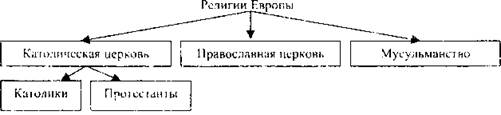 Религии Европы
Католическая церковь
Православная церковь
Мусульманство
Католики
Протестанты